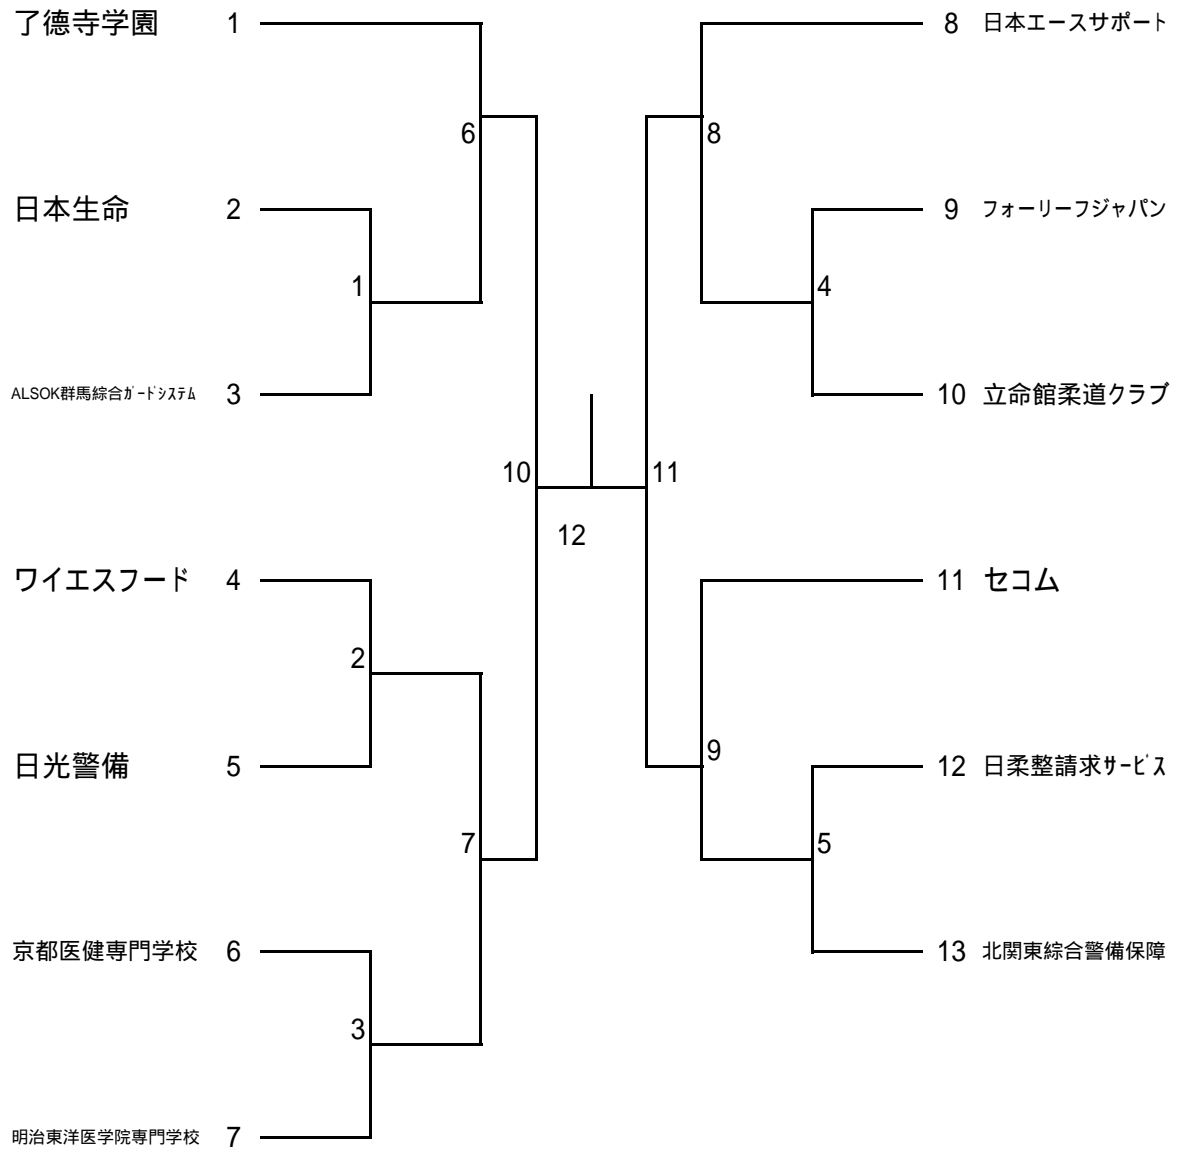 了德寺学園 1
6
日本生命 2
1
ALSOK群馬綜合ｶﾞｰﾄﾞｼｽﾃﾑ 3
10
12
ワイエスフード 4
2
日光警備 5
7
京都医健専門学校 6
3
明治東洋医学院専門学校 7
8 日本エースサポート
8
9 フォーリーフジャパン
4
10 立命館柔道クラブ
11
11 セコム
9
12 日柔整請求ｻｰﾋﾞｽ
5
13 北関東綜合警備保障